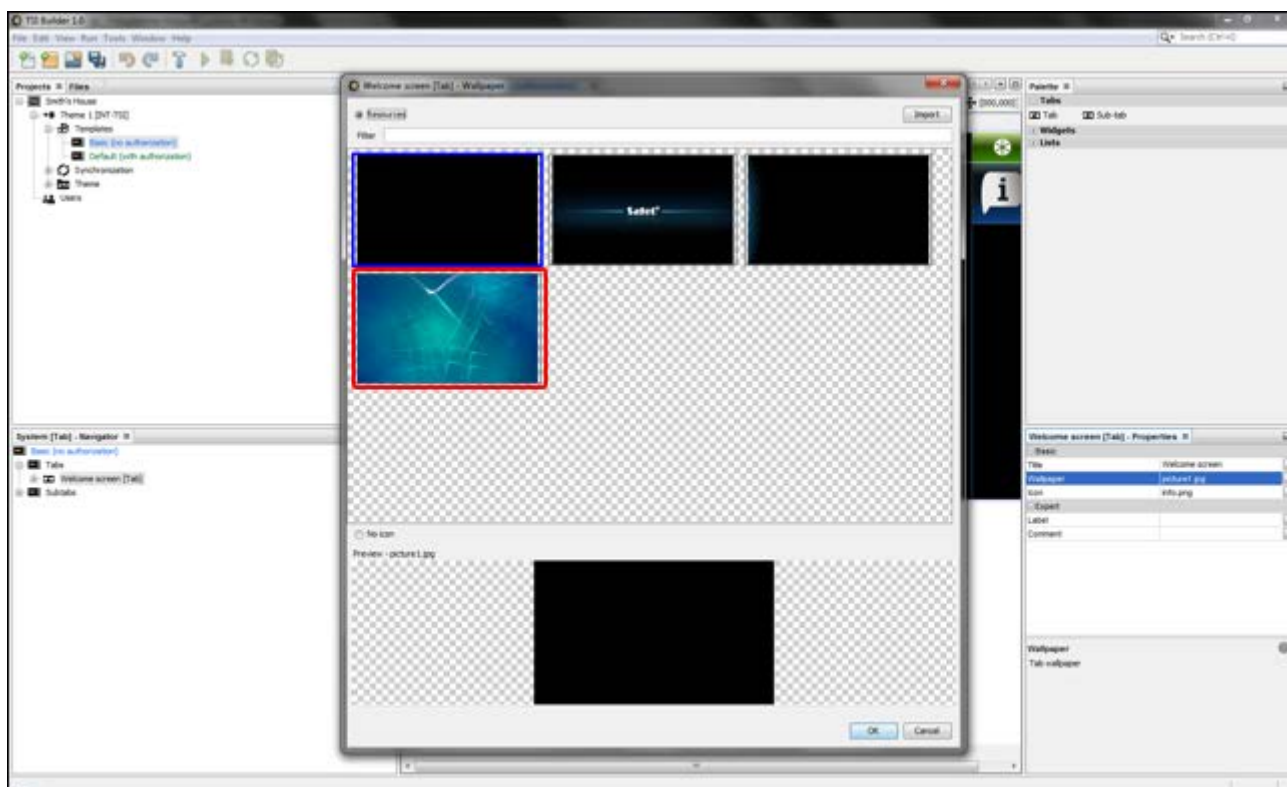 TSI Builder 1.0
File Edit View Run Tools Window Help
Search (Ctrl+I)
Projects Files
Smith's House
Theme 1 [INT-TSI]
Templates
Basic (no authorization)
Default (with authorization)
Synchronization
Theme
Users
System [Tab] - Navigator
Basic (no authorization)
Tabs
Welcome screen [Tab]
Subtabs
Welcome screen [Tab] - Wallpaper
Resources
Import
Filter
Satel
No icon
Preview - picture1.jpg
OK Cancel
[000,000]
i
Palette
Tabs
Tab Sub-tab
Widgets
Lists
Welcome screen [Tab] - Properties
Basic
Title Welcome screen
Wallpaper picture1.jpg
Icon info.png
Expert
Label
Comment
Wallpaper
Tab wallpaper